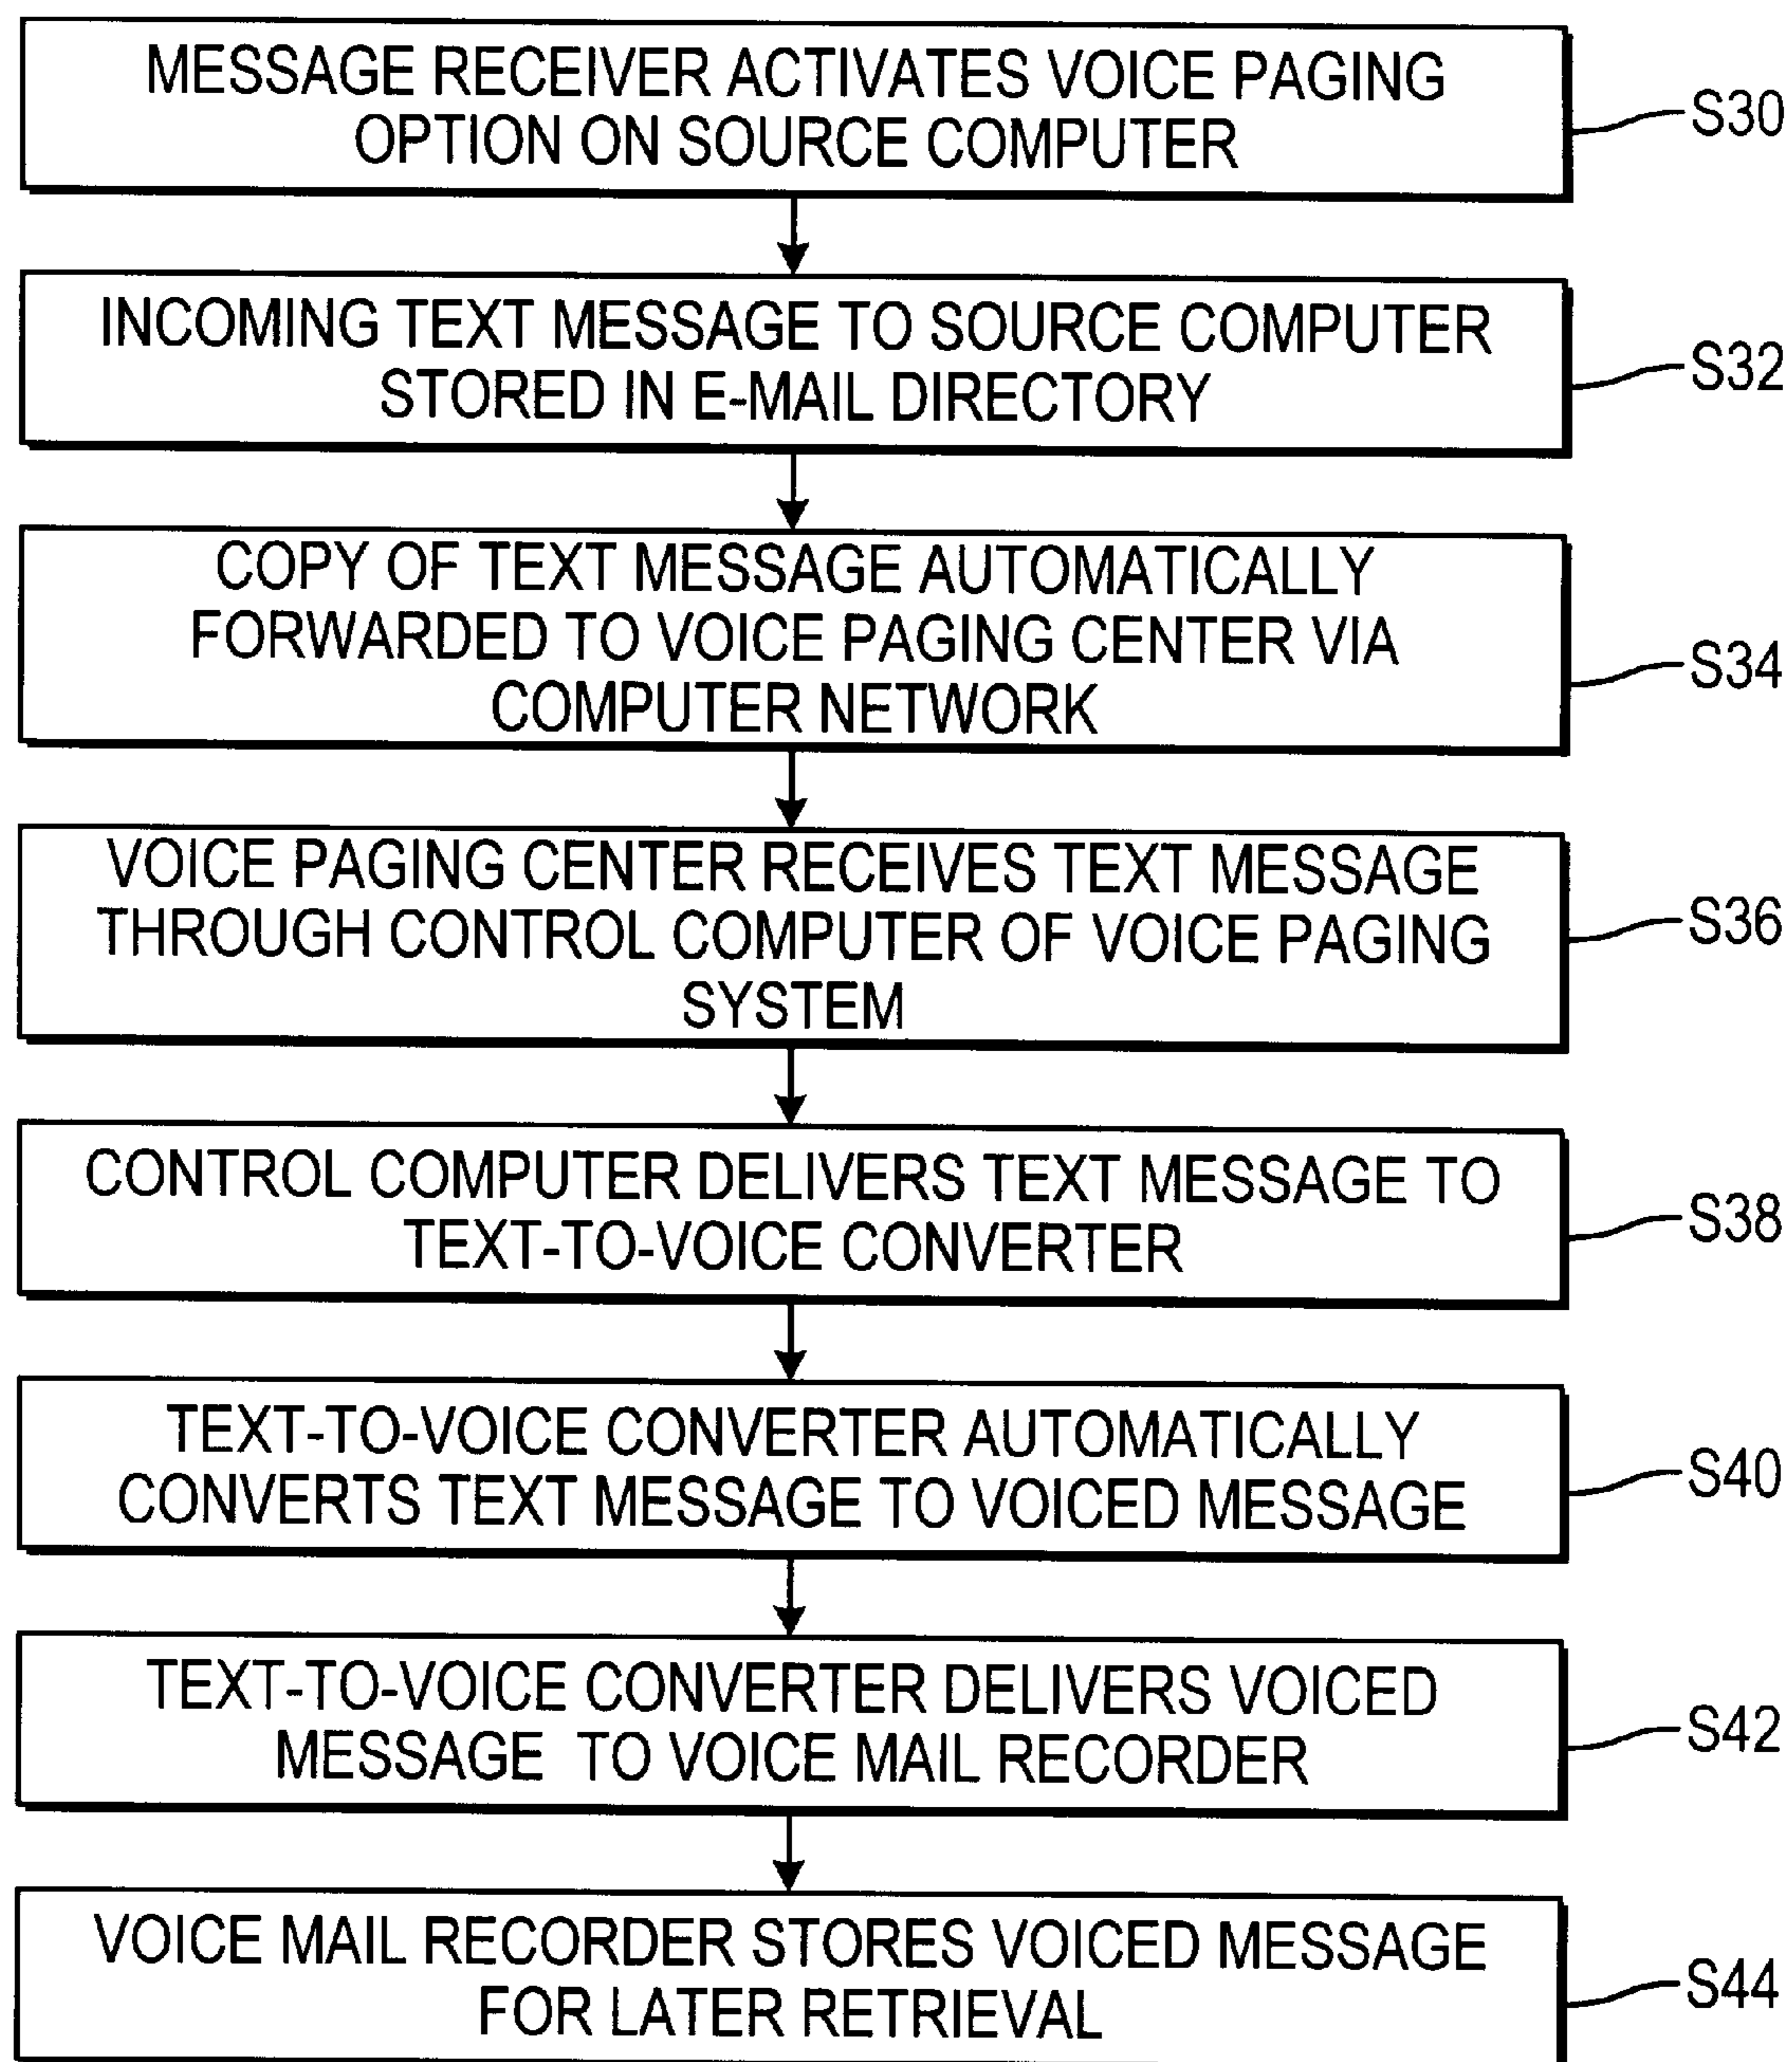 MESSAGE RECEIVER ACTIVATES VOICE PAGING
OPTION ON SOURCE COMPUTER
S30
INCOMING TEXT MESSAGE TO SOURCE COMPUTER
STORED IN E-MAIL DIRECTORY
S32
COPY OF TEXT MESSAGE AUTOMATICALLY
FORWARDED TO VOICE PAGING CENTER VIA
COMPUTER NETWORK
S34
VOICE PAGING CENTER RECEIVES TEXT MESSAGE
THROUGH CONTROL COMPUTER OF VOICE PAGING
SYSTEM
S36
CONTROL COMPUTER DELIVERS TEXT MESSAGE TO
TEXT-TO-VOICE CONVERTER
S38
TEXT-TO-VOICE CONVERTER AUTOMATICALLY
CONVERTS TEXT MESSAGE TO VOICED MESSAGE
S40
TEXT-TO-VOICE CONVERTER DELIVERS VOICED
MESSAGE TO VOICE MAIL RECORDER
S42
VOICE MAIL RECORDER STORES VOICED MESSAGE
FOR LATER RETRIEVAL
S44